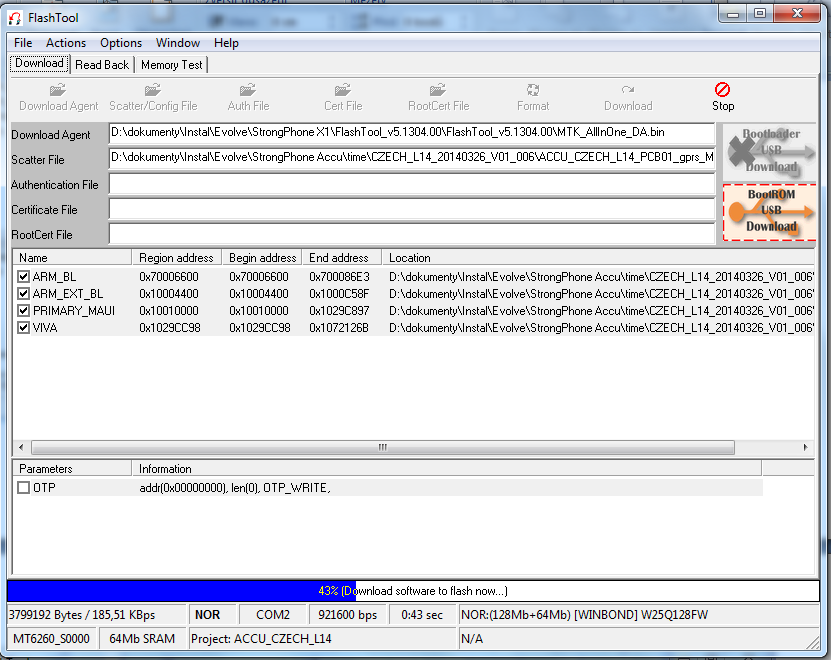 FlashTool
File Actions Options Window Help
Download Read Back Memory Test
Download Agent Scatter/Config File Auth File Cert File RootCert File Format Download Stop
Download Agent D:\dokumenty\Instal\Evolve\StrongPhone X1\FlashTool_v5.1304.00\FlashTool_v5.1304.00\MTK_AllInOne_DA.bin
Scatter File D:\dokumenty\Instal\Evolve\StrongPhone Accu\time\CZECH_L14_20140326_V01_006\ACCU_CZECH_L14_PCB01_gprs_M
Authentication File
Certificate File
RootCert File
Bootloader
USB
Download
BootROM
USB
Download
Name Region address Begin address End address Location
ARM_BL 0x70006600 0x70006600 0x700086E3 D:\dokumenty\Instal\Evolve\StrongPhone Accu\time\CZECH_L14_20140326_V01_006'
ARM_EXT_BL 0x10004400 0x10004400 0x1000C58F D:\dokumenty\Instal\Evolve\StrongPhone Accu\time\CZECH_L14_20140326_V01_006'
PRIMARY_MAUI 0x10010000 0x10010000 0x1029C897 D:\dokumenty\Instal\Evolve\StrongPhone Accu\time\CZECH_L14_20140326_V01_006'
VIVA 0x1029CC98 0x1029CC98 0x1072126B D:\dokumenty\Instal\Evolve\StrongPhone Accu\time\CZECH_L14_20140326_V01_006'
Parameters Information
OTP addr(0x00000000), len(0), OTP_WRITE,
43% (Download software to flash now...)
3799192 Bytes / 185,51 KBps NOR COM2 921600 bps 0:43 sec NOR:(128Mb+64Mb) [WINBOND] W25Q128FW
MT6260_S0000 64Mb SRAM Project: ACCU_CZECH_L14 N/A